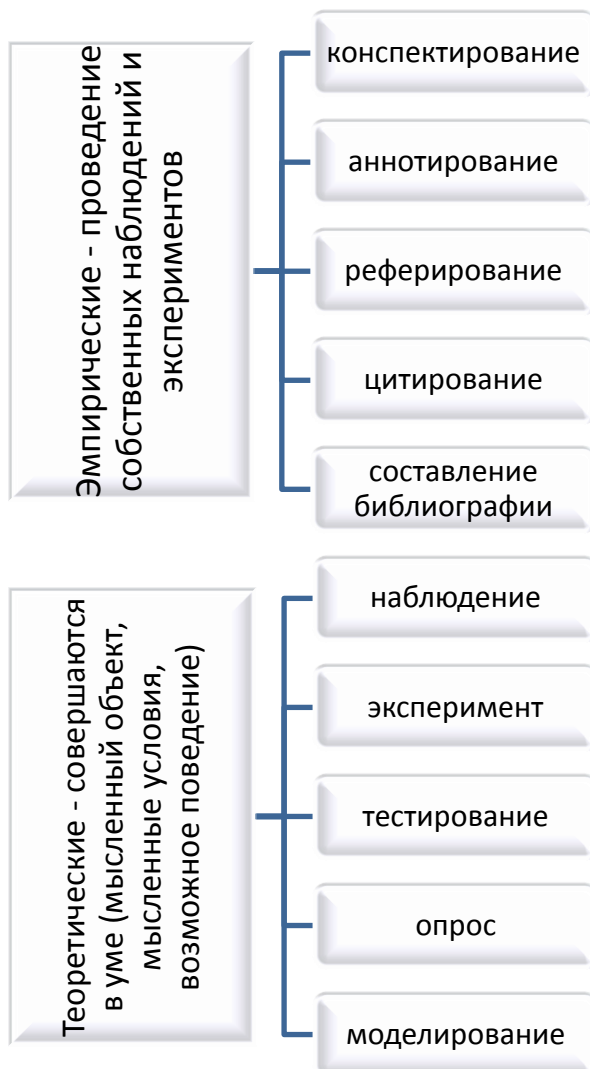 Эмпирические - проведение
собственных наблюдений и
экспериментов
конспектирование
аннотирование
реферирование
цитирование
составление
библиографии
Теоретические - совершаются
в уме (мысленный объект,
мысленные условия,
возможное поведение)
наблюдение
эксперимент
тестирование
опрос
моделирование